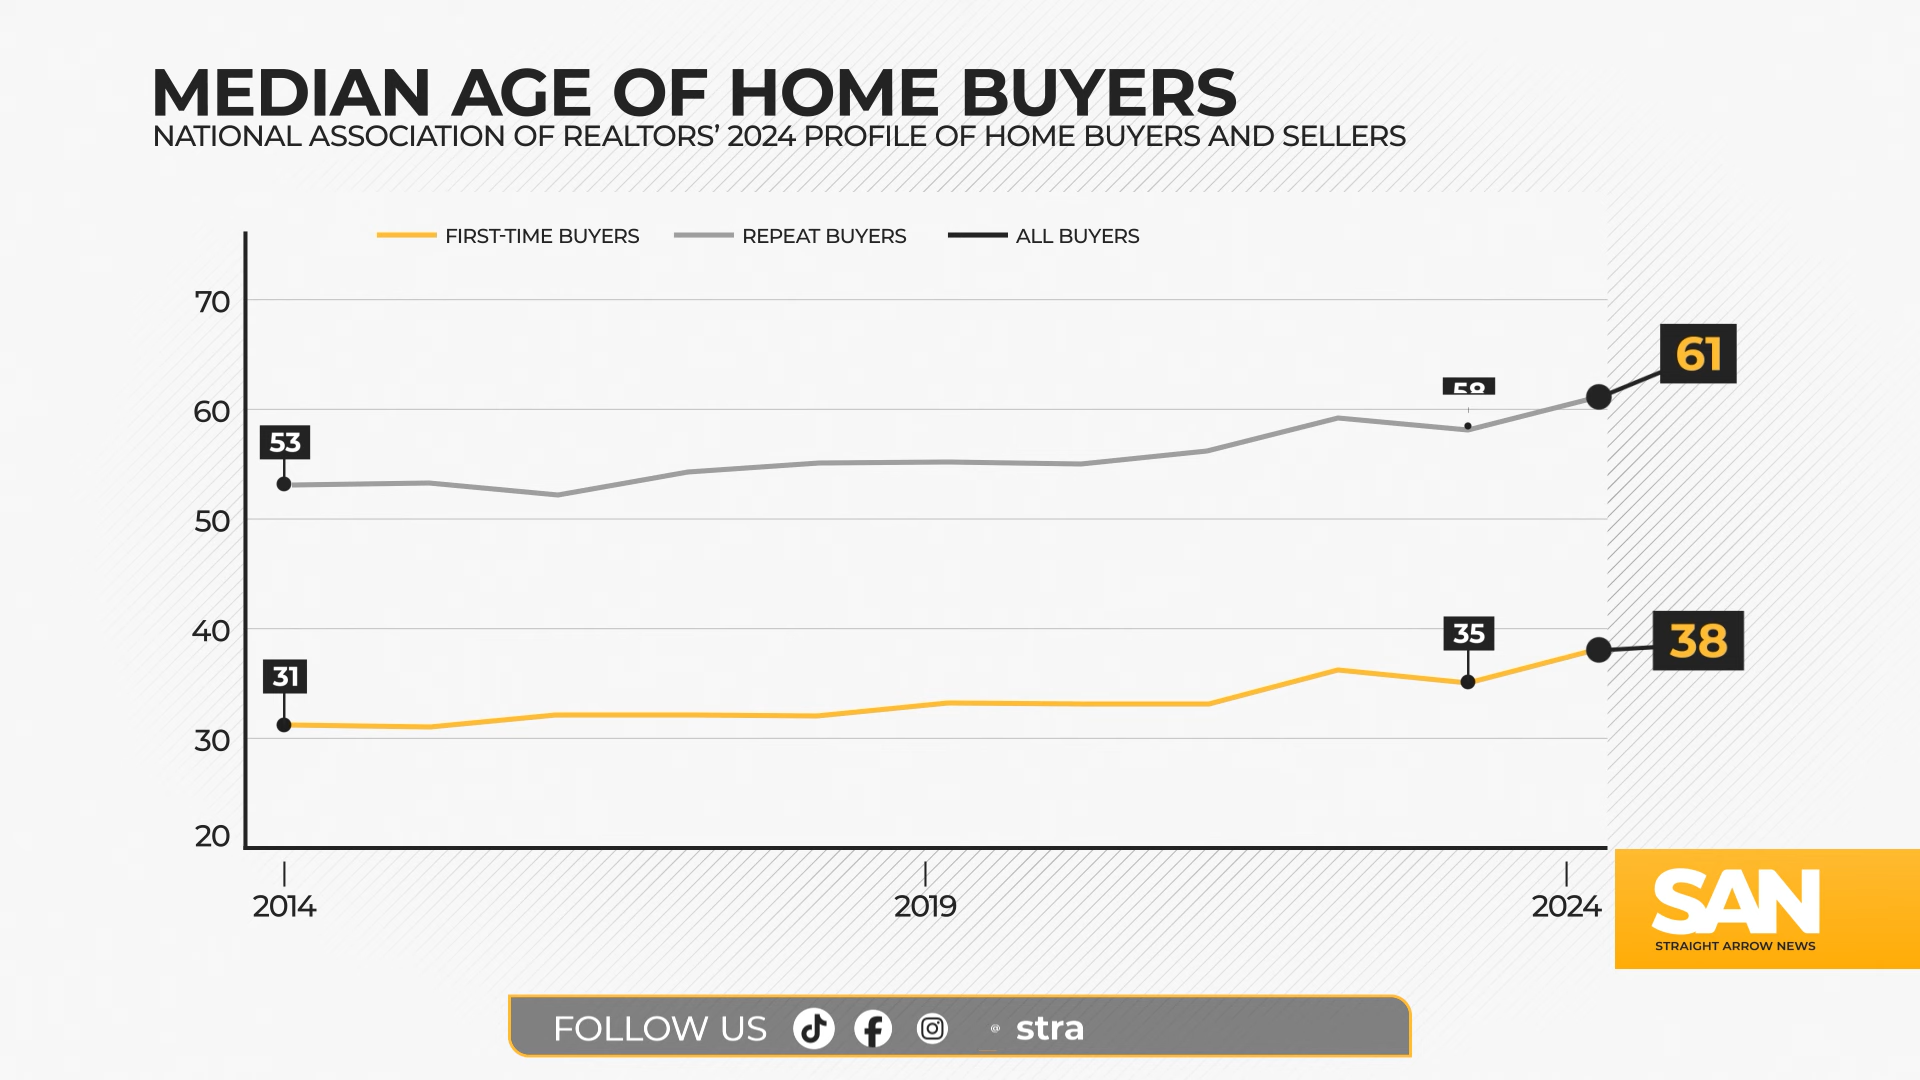 MEDIAN AGE OF HOME BUYERS
NATIONAL ASSOCIATION OF REALTORS’ 2024 PROFILE OF HOME BUYERS AND SELLERS
FIRST-TIME BUYERS REPEAT BUYERS ALL BUYERS
70
61
58
60
53
50
38
35
40
31
30
20
2014 2019 2024
SAN
STRAIGHT ARROW NEWS
FOLLOW US @ stra